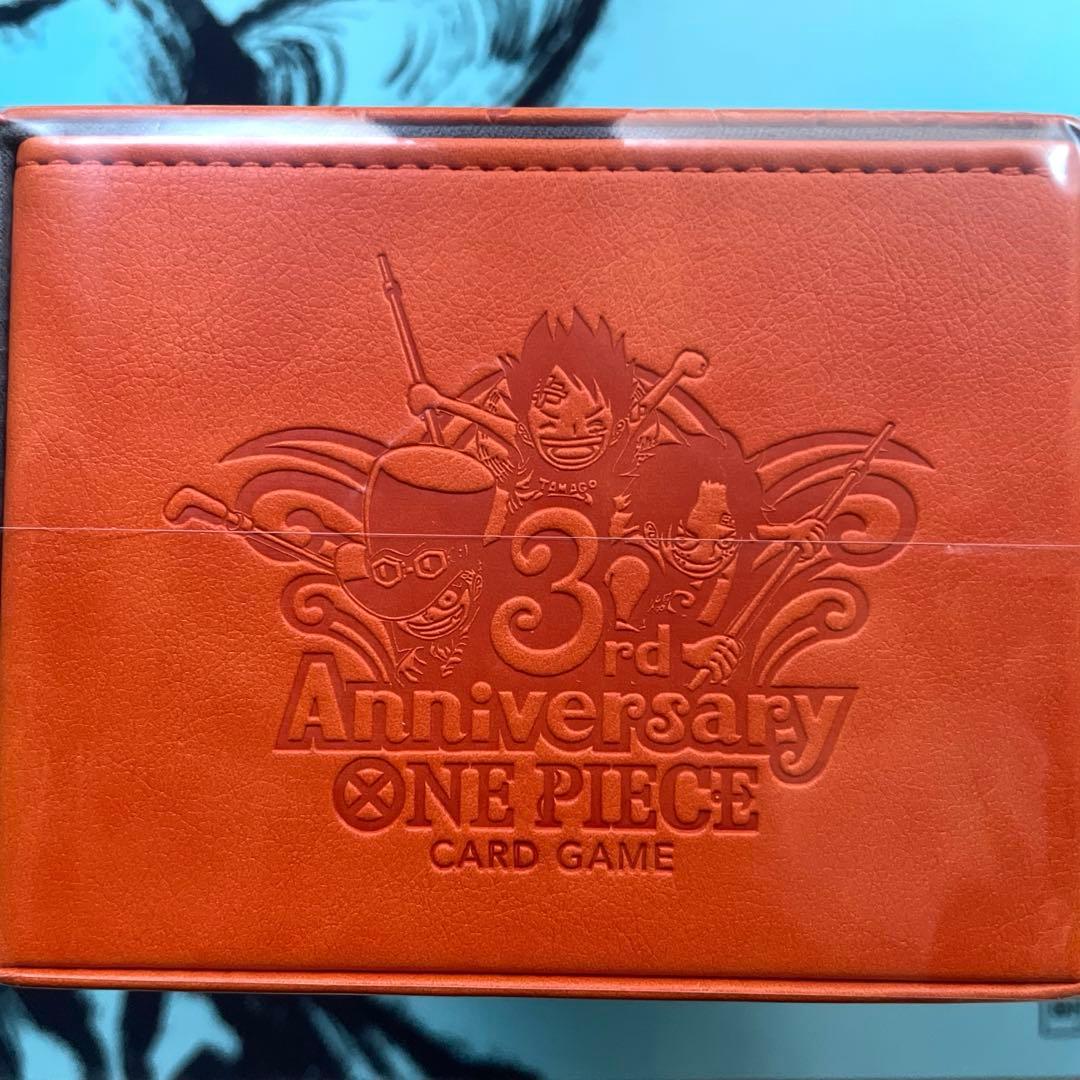 TAMAGO
3rd
Anniversary
ONE PIECE
CARD GAME